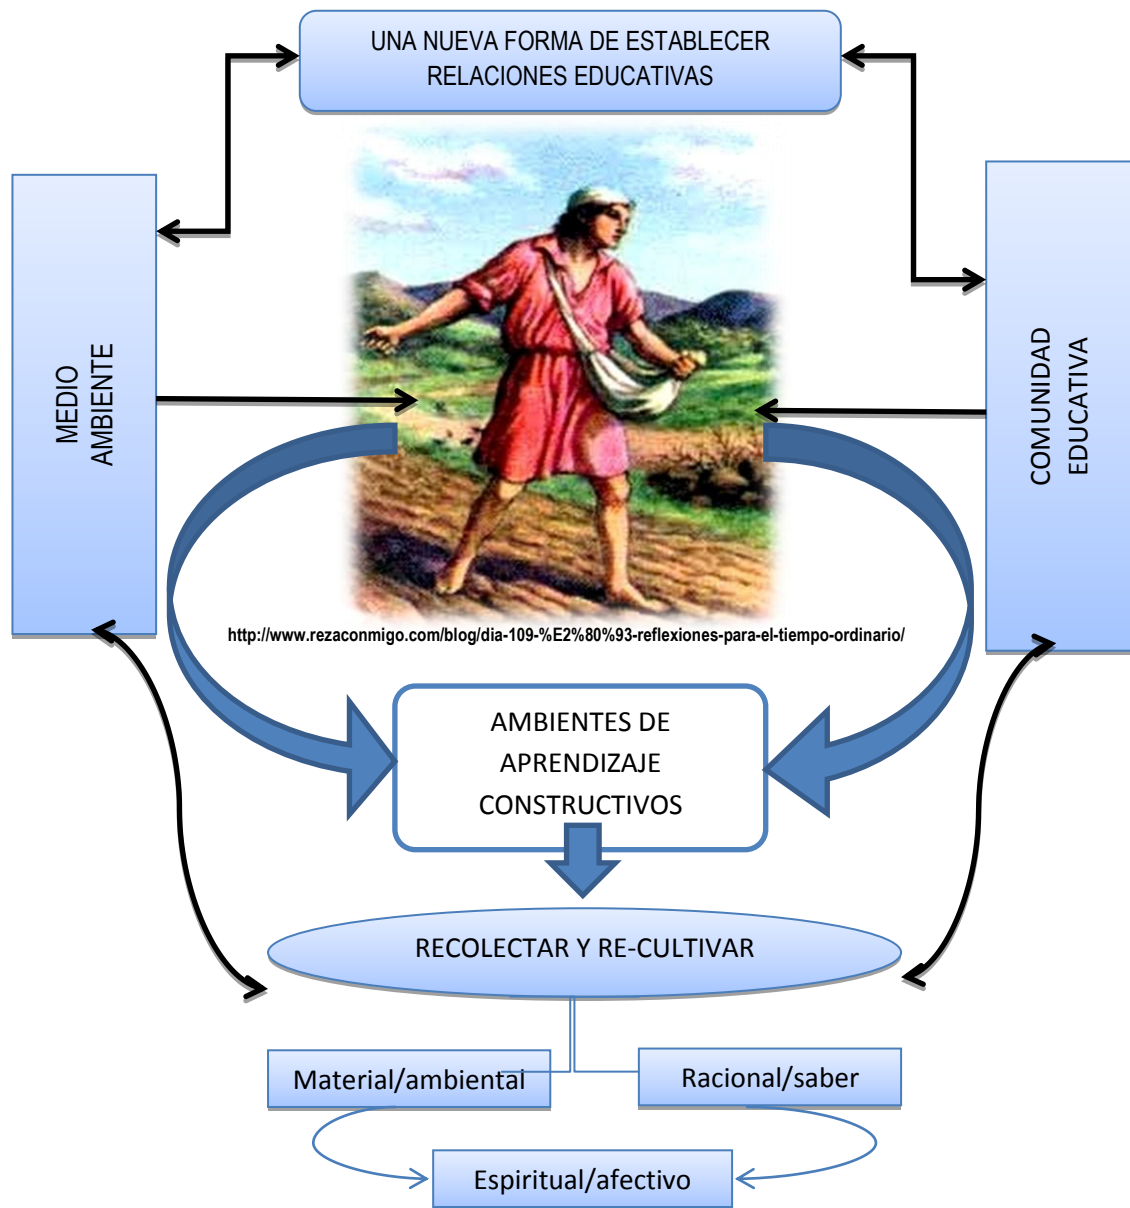 UNA NUEVA FORMA DE ESTABLECER
RELACIONES EDUCATIVAS
MEDIO
AMBIENTE
COMUNIDAD
EDUCATIVA
http://www.rezaconmigo.com/blog/dia-109-%E2%80%93-reflexiones-para-el-tiempo-ordinario/
AMBIENTES DE
APRENDIZAJE
CONSTRUCTIVOS
RECOLECTAR Y RE-CULTIVAR
Material/ambiental
Racional/saber
Espiritual/afectivo